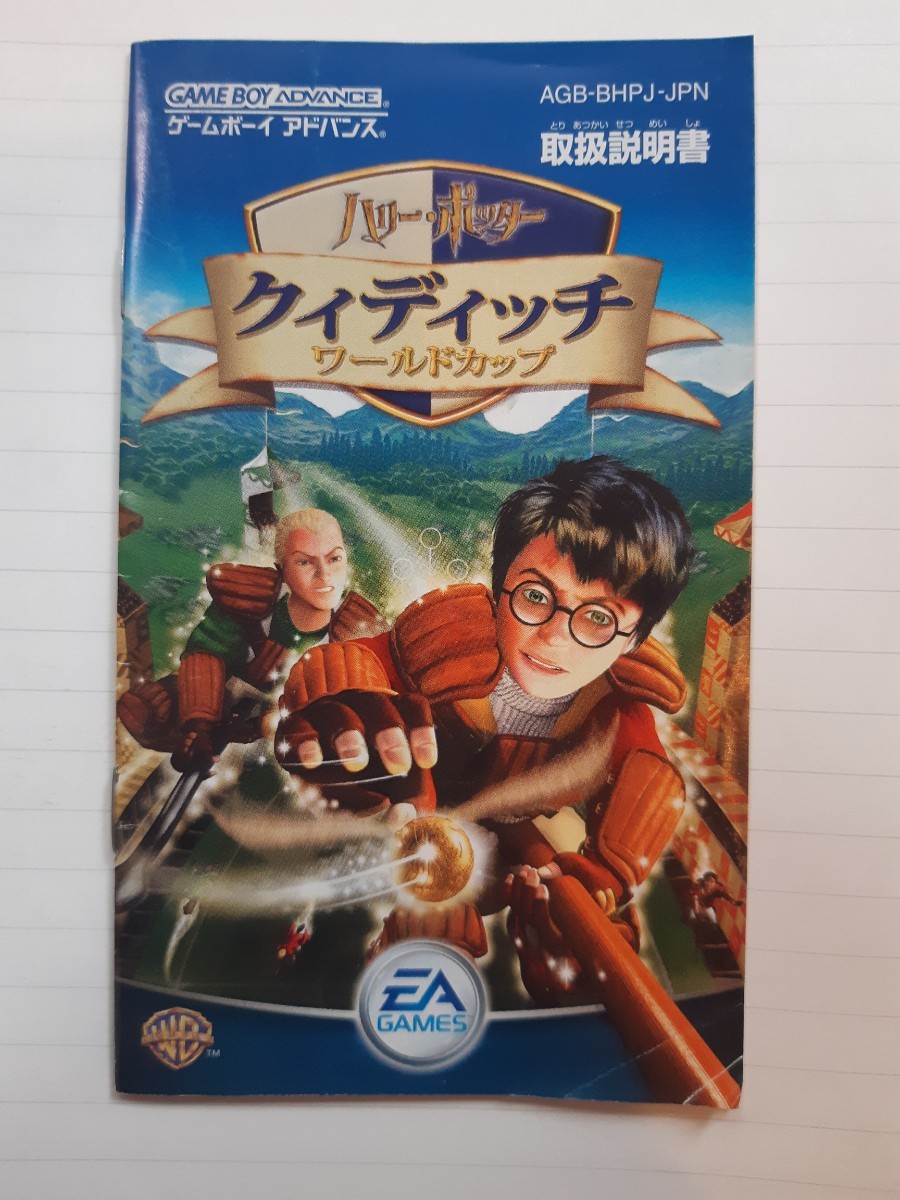 GAME BOY ADVANCE®
ゲームボーイ アドバンス®
AGB-BHPJ-JPN
とり あつかい せつ めい しょ
取扱説明書
ハリー・ポッター
クィディッチ
ワールドカップ
EA
GAMES™
WB
TM